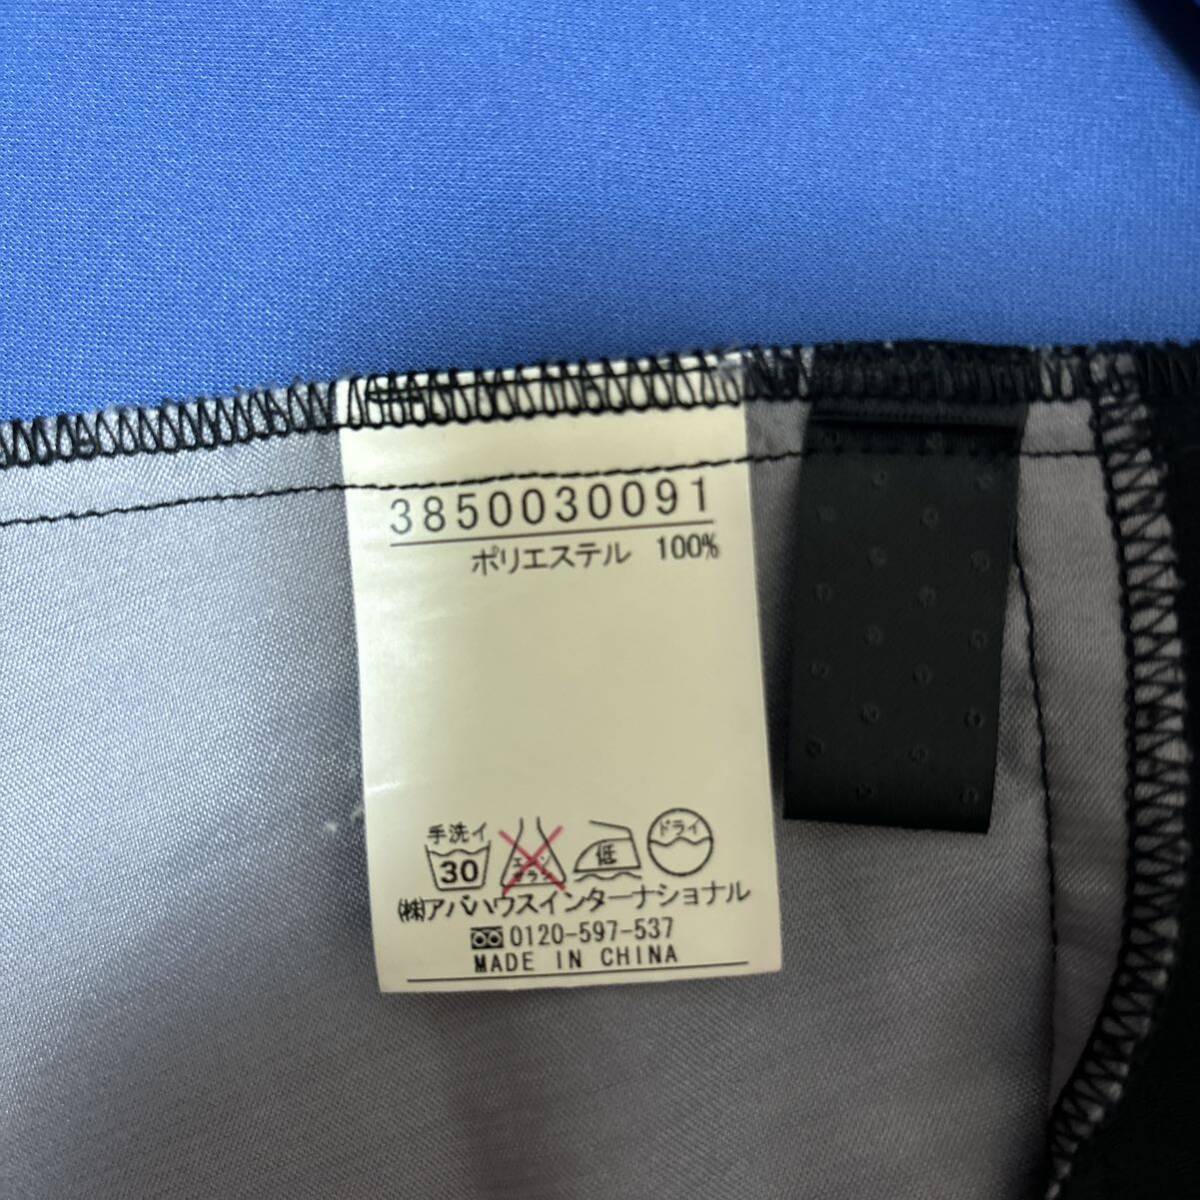 3850030091
ポリエステル 100%
手洗イ
30
エンソ
サラシ
低
ドライ
㈱アバハウスインターナショナル
0120-597-537
MADE IN CHINA